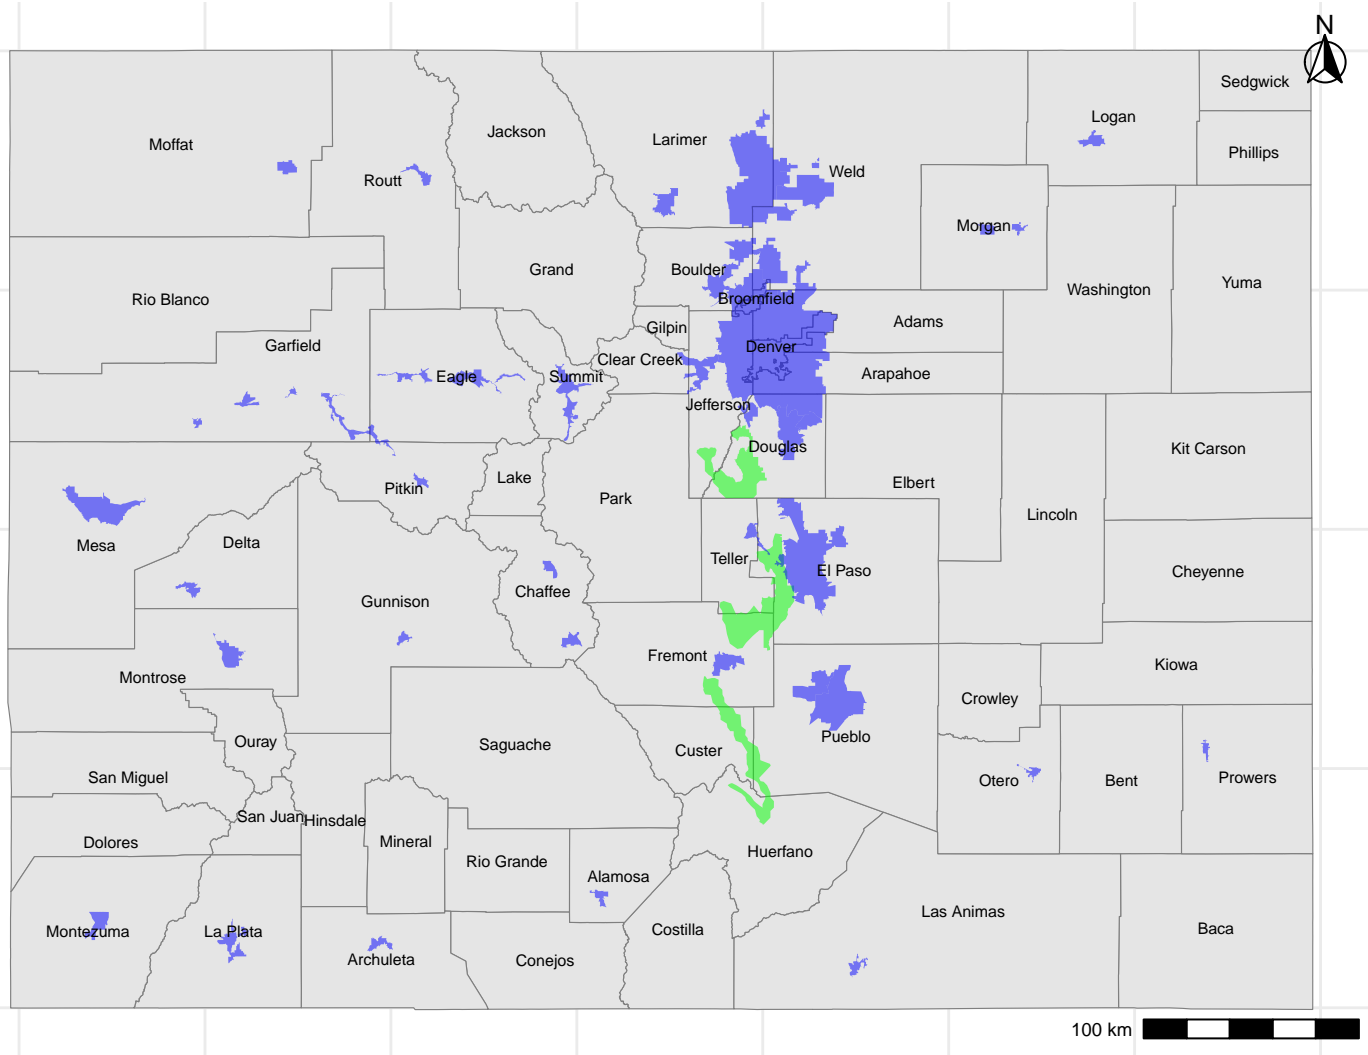 N
Sedgwick
Logan
Jackson
Larimer
Moffat
Phillips
Weld
Routt
Morgan
Grand
Boulder
Yuma
Washington
Rio Blanco
Broomfield
Adams
Gilpin
Garfield
Denver
Clear Creek
Arapahoe
Eagle
Summit
Jefferson
Douglas
Kit Carson
Lake
Elbert
Pitkin
Park
Lincoln
Delta
Mesa
Teller
El Paso
Cheyenne
Chaffee
Gunnison
Fremont
Kiowa
Montrose
Crowley
Pueblo
Ouray
Saguache
Custer
San Miguel
Otero
Bent
Prowers
San Juan
Hinsdale
Dolores
Mineral
Huerfano
Rio Grande
Alamosa
Las Animas
Costilla
Baca
Montezuma
La Plata
Archuleta
Conejos
100 km